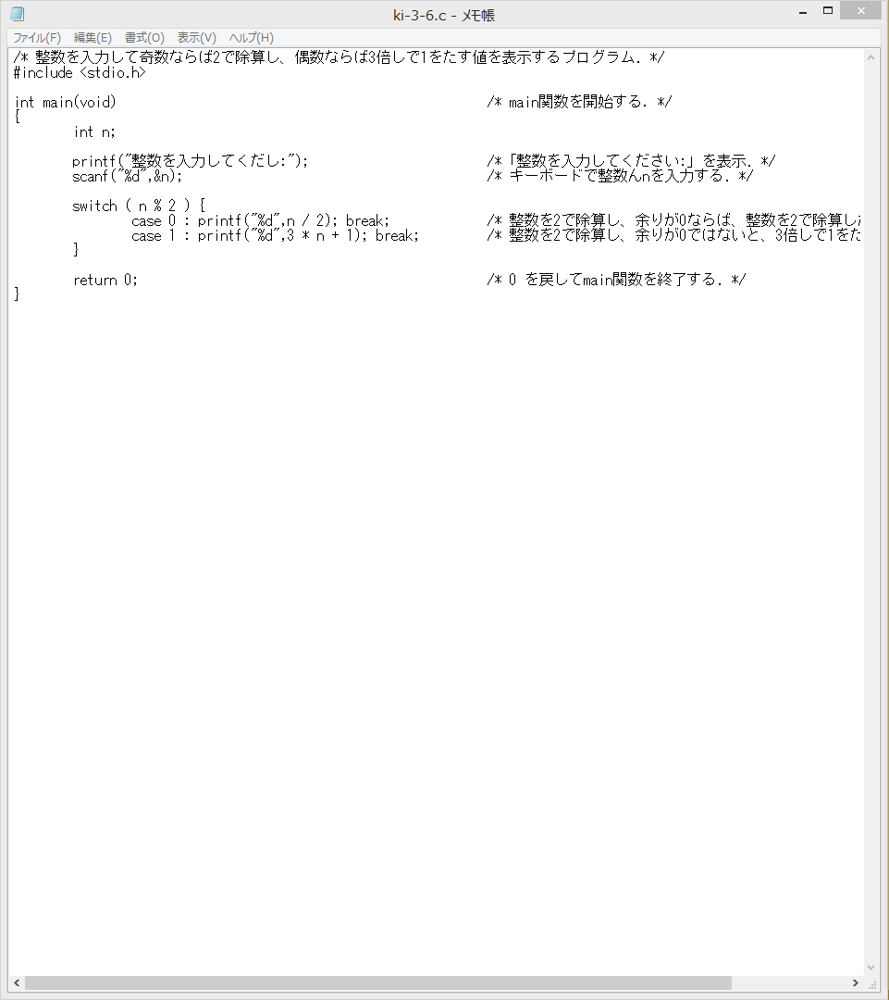 ki-3-6.c - メモ帳
ファイル(F) 編集(E) 書式(O) 表示(V) ヘルプ(H)
/* 整数を入力して奇数ならば2で除算し、偶数ならば3倍しで1をたす値を表示するプログラム. */
#include <stdio.h>
int main(void) /* main関数を開始する. */
{
int n;
printf("整数を入力してくだし:"); /*「整数を入力してください:」を表示. */
scanf("%d",&n); /* キーボードで整数んnを入力する. */
switch ( n % 2 ) {
case 0 : printf("%d",n / 2); break; /* 整数を2で除算し、余りが0ならば、整数を2で除算し
case 1 : printf("%d",3 * n + 1); break; /* 整数を2で除算し、余りが0ではないと、3倍しで1をた
}
return 0; /* 0 を戻してmain関数を終了する. */
}